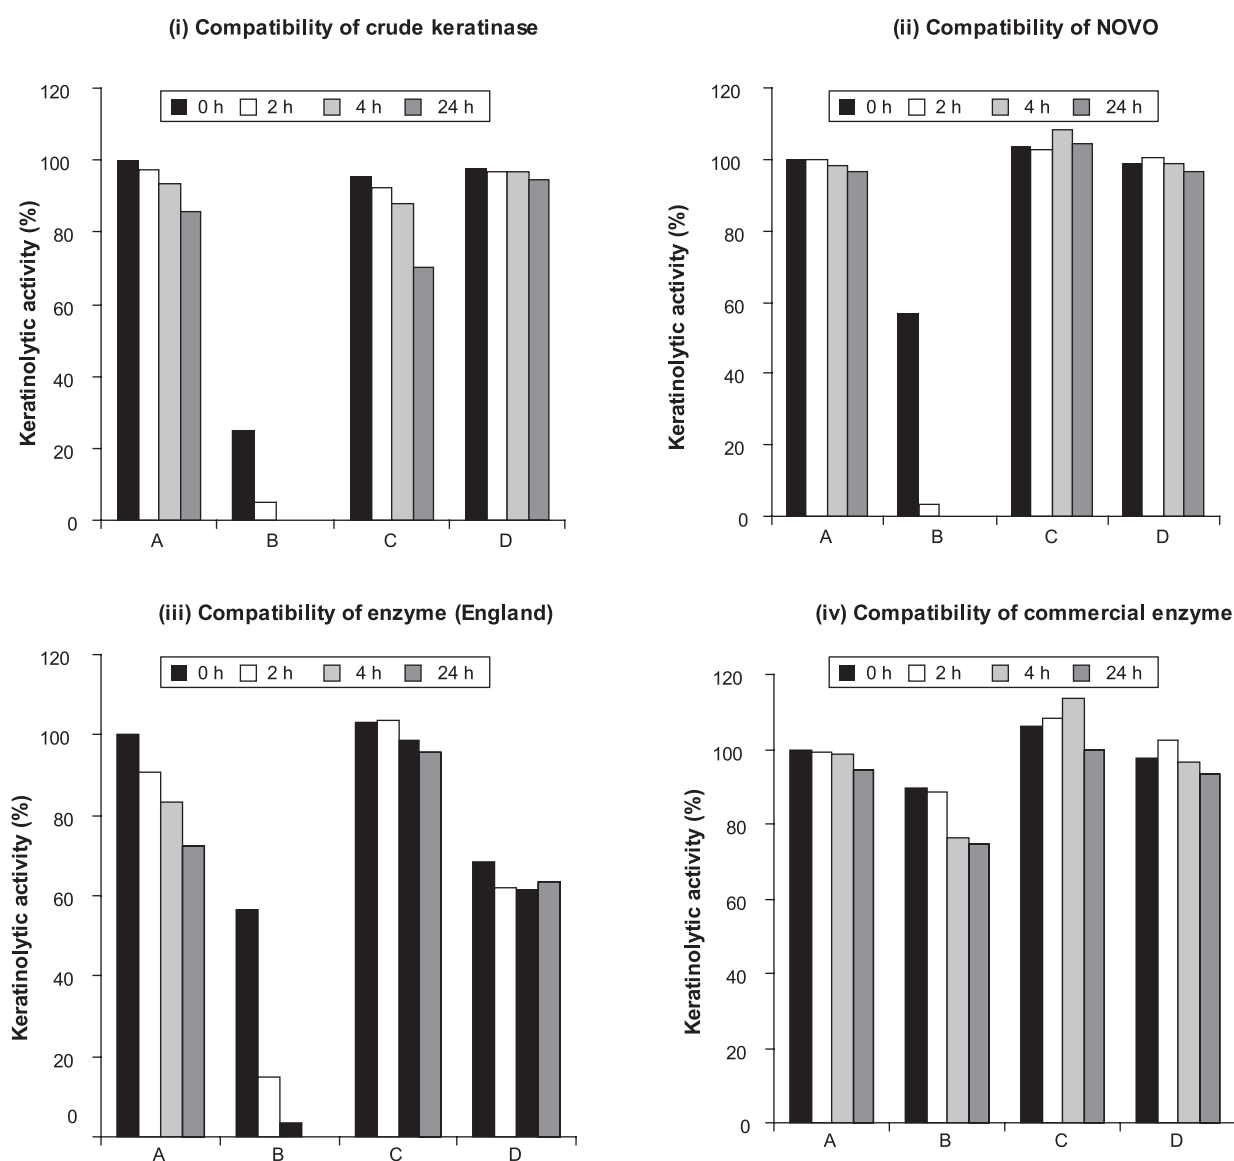 (i) Compatibility of crude keratinase
0 h 2 h 4 h 24 h
Keratinolytic activity (%)
120
100
80
60
40
20
0
A B C D
(ii) Compatibility of NOVO
0 h 2 h 4 h 24 h
Keratinolytic activity (%)
120
100
80
60
40
20
0
A B C D
(iii) Compatibility of enzyme (England)
0 h 2 h 4 h 24 h
Keratinolytic activity (%)
120
100
80
60
40
20
0
A B C D
(iv) Compatibility of commercial enzyme
0 h 2 h 4 h 24 h
Keratinolytic activity (%)
120
100
80
60
40
20
0
A B C D